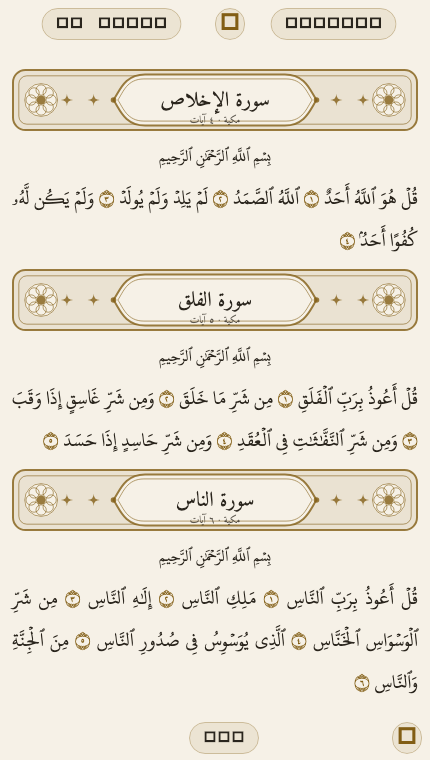 سورة الإخلاص
مكية · ٤ آيات
بِسْمِ ٱللَّهِ ٱلرَّحْمَٰنِ ٱلرَّحِيمِ
قُلْ هُوَ ٱللَّهُ أَحَدٌ ١ ٱللَّهُ ٱلصَّمَدُ ٢ لَمْ يَلِدْ وَلَمْ يُولَدْ ٣ وَلَمْ يَكُن لَّهُۥ
كُفُوًا أَحَدٌۢ ٤
سورة الفلق
مكية · ٥ آيات
بِسْمِ ٱللَّهِ ٱلرَّحْمَٰنِ ٱلرَّحِيمِ
قُلْ أَعُوذُ بِرَبِّ ٱلْفَلَقِ ١ مِن شَرِّ مَا خَلَقَ ٢ وَمِن شَرِّ غَاسِقٍ إِذَا وَقَبَ
٣ وَمِن شَرِّ ٱلنَّفَّٰثَٰتِ فِى ٱلْعُقَدِ ٤ وَمِن شَرِّ حَاسِدٍ إِذَا حَسَدَ ٥
سورة الناس
مكية · ٦ آيات
بِسْمِ ٱللَّهِ ٱلرَّحْمَٰنِ ٱلرَّحِيمِ
قُلْ أَعُوذُ بِرَبِّ ٱلنَّاسِ ١ مَلِكِ ٱلنَّاسِ ٢ إِلَٰهِ ٱلنَّاسِ ٣ مِن شَرِّ
ٱلْوَسْوَاسِ ٱلْخَنَّاسِ ٤ ٱلَّذِى يُوَسْوِسُ فِى صُدُورِ ٱلنَّاسِ ٥ مِنَ ٱلْجِنَّةِ
وَٱلنَّاسِ ٦